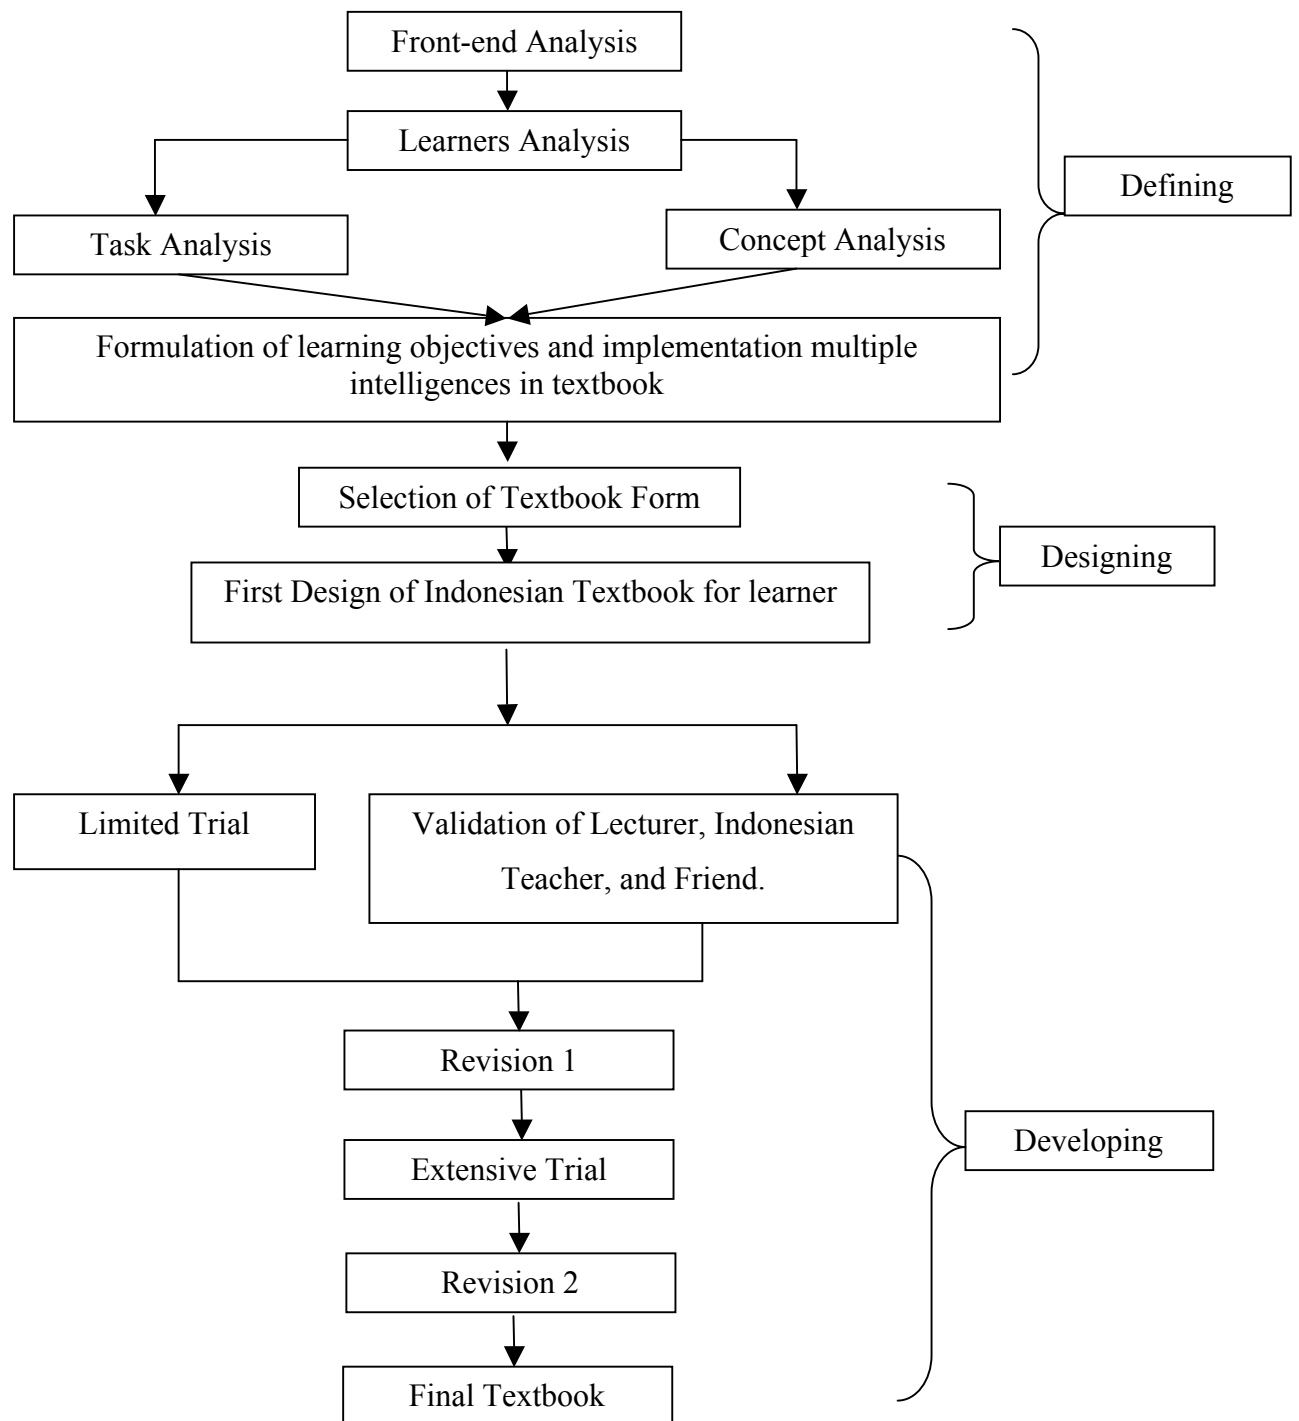 Front-end Analysis
Learners Analysis
Defining
Task Analysis
Concept Analysis
Formulation of learning objectives and implementation multiple
intelligences in textbook
Selection of Textbook Form
Designing
First Design of Indonesian Textbook for learner
Limited Trial
Validation of Lecturer, Indonesian
Teacher, and Friend.
Revision 1
Developing
Extensive Trial
Revision 2
Final Textbook